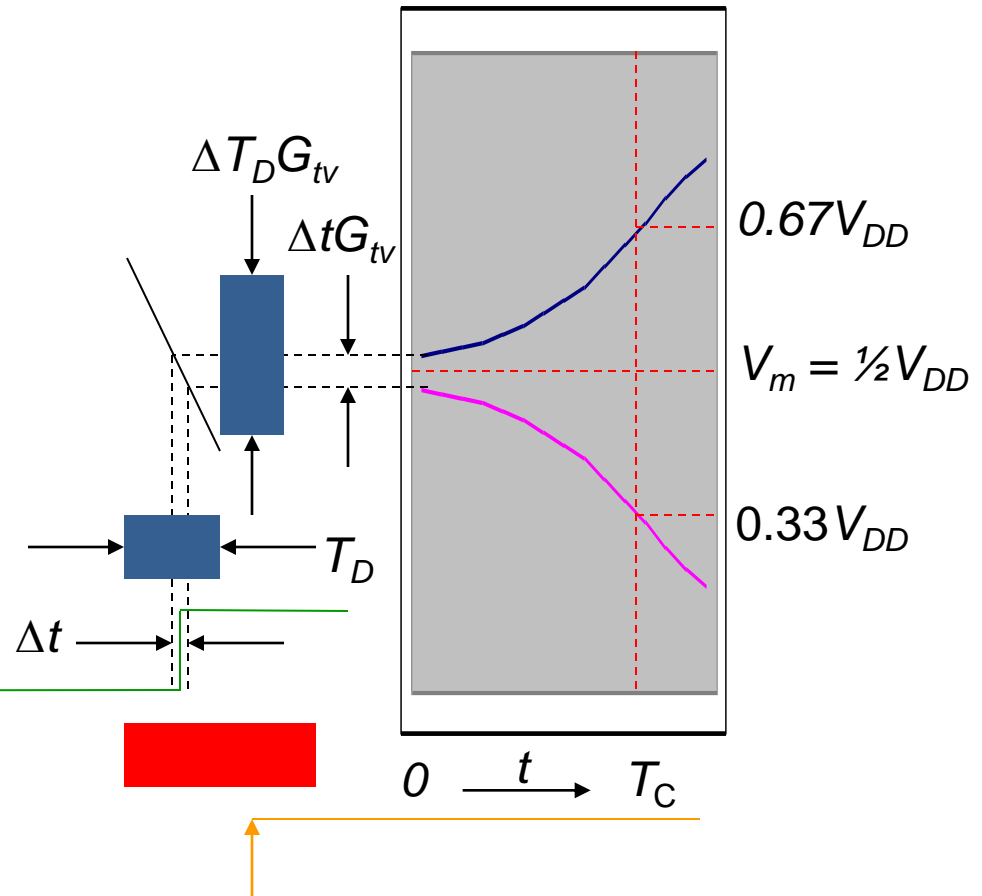 ΔT_DG_tv
ΔtG_tv
0.67V_DD
V_m = ½V_DD
0.33V_DD
T_D
Δt
0
t
T_C